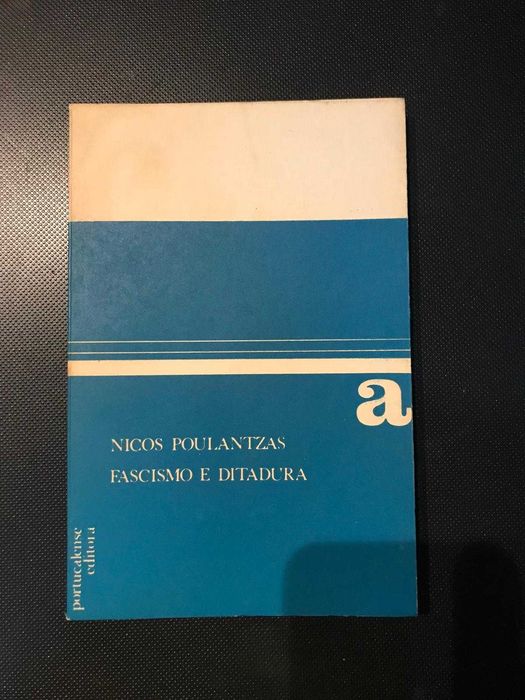 a
NICOS POULANTZAS
FASCISMO E DITADURA
portucalense
editora